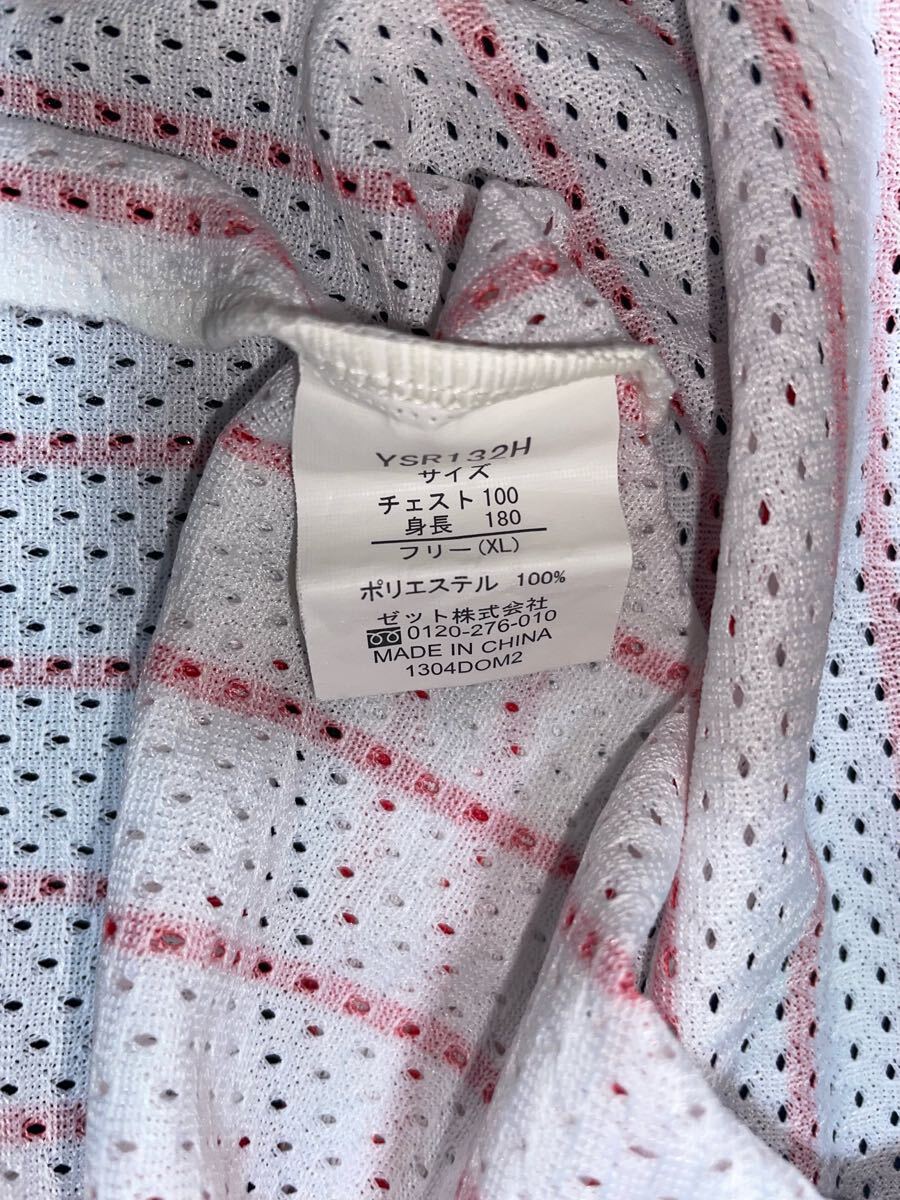 YSR132H
サイズ
チェスト 100
身長 180
フリー(XL)
ポリエステル 100%
ゼット株式会社
0120-276-010
MADE IN CHINA
1304DOM2